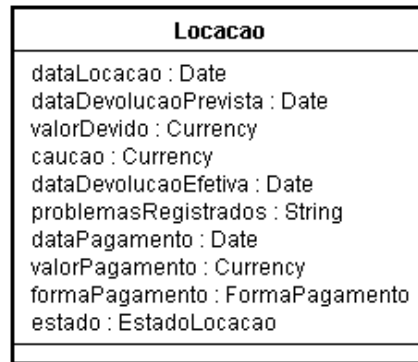 Locacao
dataLocacao : Date
dataDevolucaoPrevista : Date
valorDevido : Currency
caucao : Currency
dataDevolucaoEfetiva : Date
problemasRegistrados : String
dataPagamento : Date
valorPagamento : Currency
formaPagamento : FormaPagamento
estado : EstadoLocacao